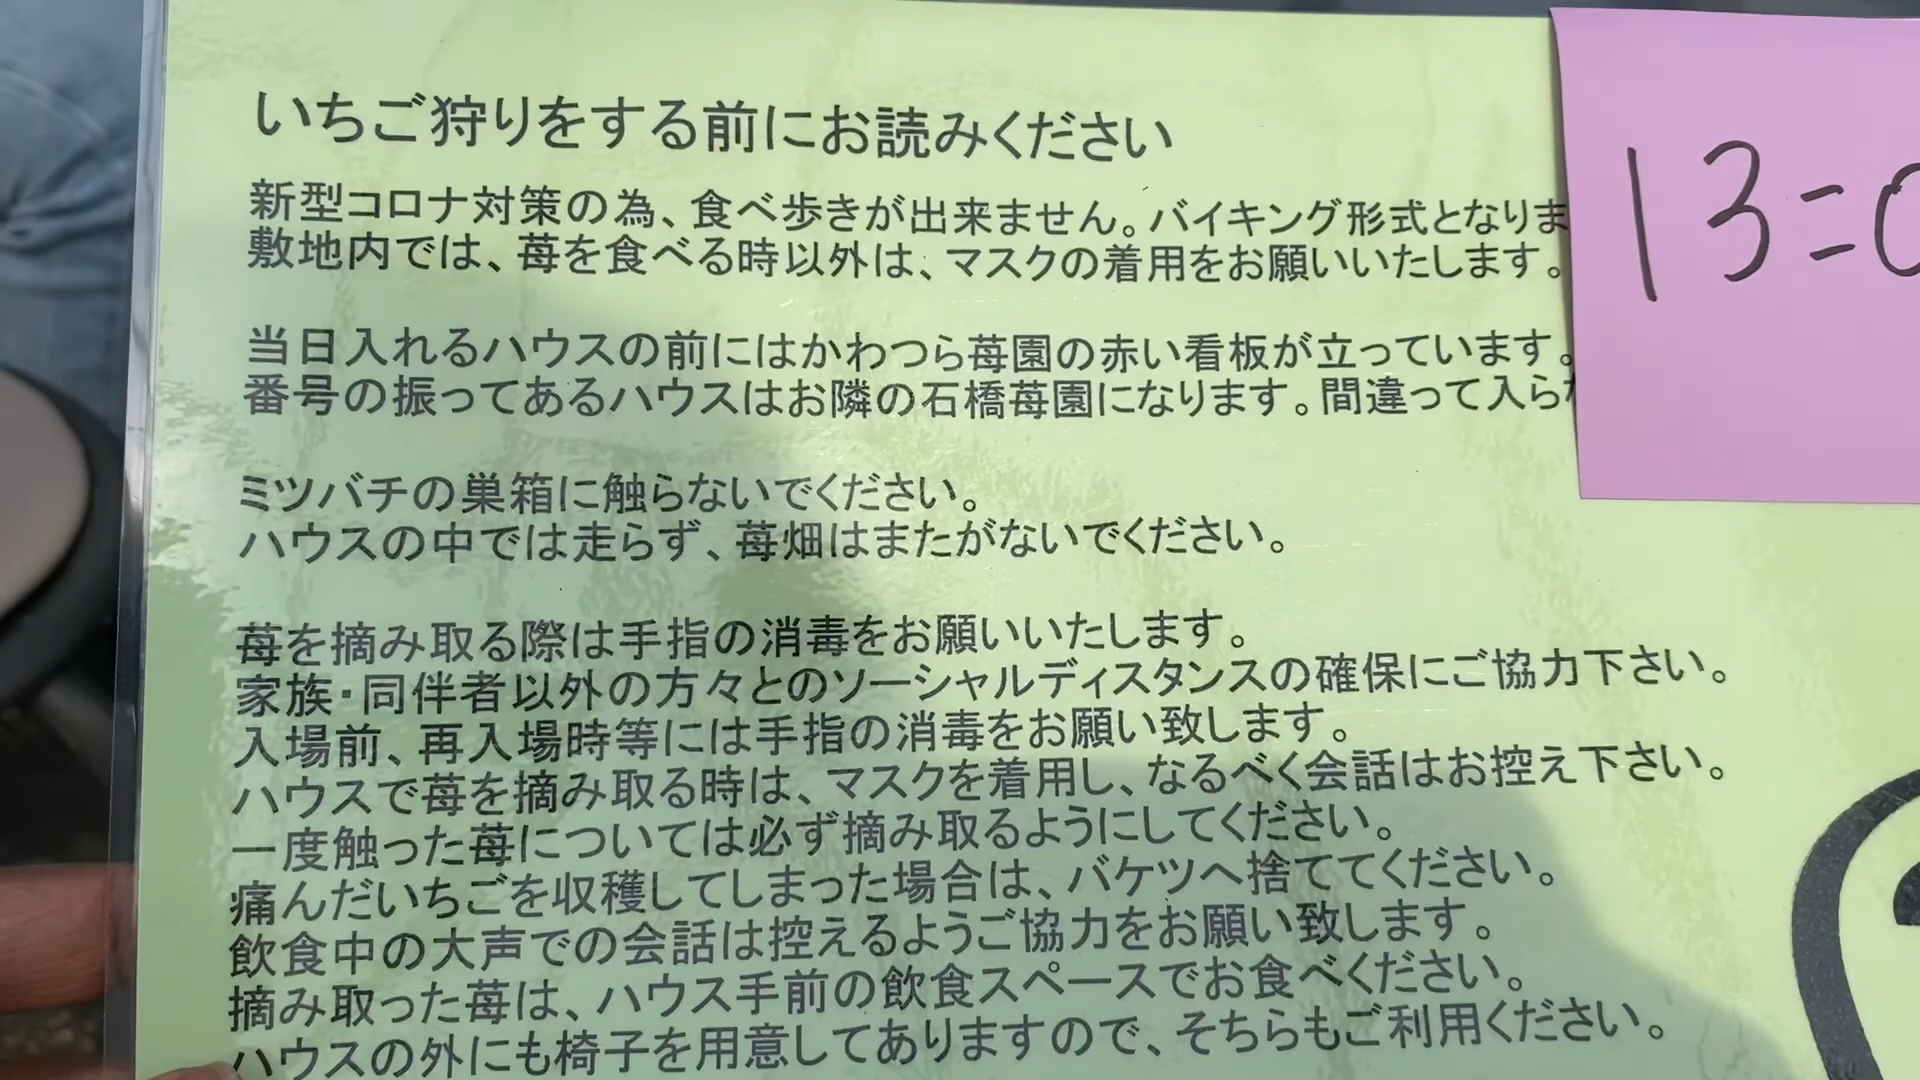 いちご狩りをする前にお読みください
新型コロナ対策の為、食べ歩きが出来ません。バイキング形式となりま
敷地内では、苺を食べる時以外は、マスクの着用をお願いいたします。
当日入れるハウスの前にはかわつら苺園の赤い看板が立っています。
番号の振ってあるハウスはお隣の石橋苺園になります。間違って入らな
ミツバチの巣箱に触らないでください。
ハウスの中では走らず、苺畑はまたがないでください。
苺を摘み取る際は手指の消毒をお願いいたします。
家族・同伴者以外の方々とのソーシャルディスタンスの確保にご協力下さい。
入場前、再入場時等には手指の消毒をお願い致します。
ハウスで苺を摘み取る時は、マスクを着用し、なるべく会話はお控え下さい。
一度触った苺については必ず摘み取るようにしてください。
痛んだいちごを収穫してしまった場合は、バケツへ捨ててください。
飲食中の大声での会話は控えるようご協力をお願い致します。
摘み取った苺は、ハウス手前の飲食スペースでお食べください。
ハウスの外にも椅子を用意してありますので、そちらもご利用ください。
13=0